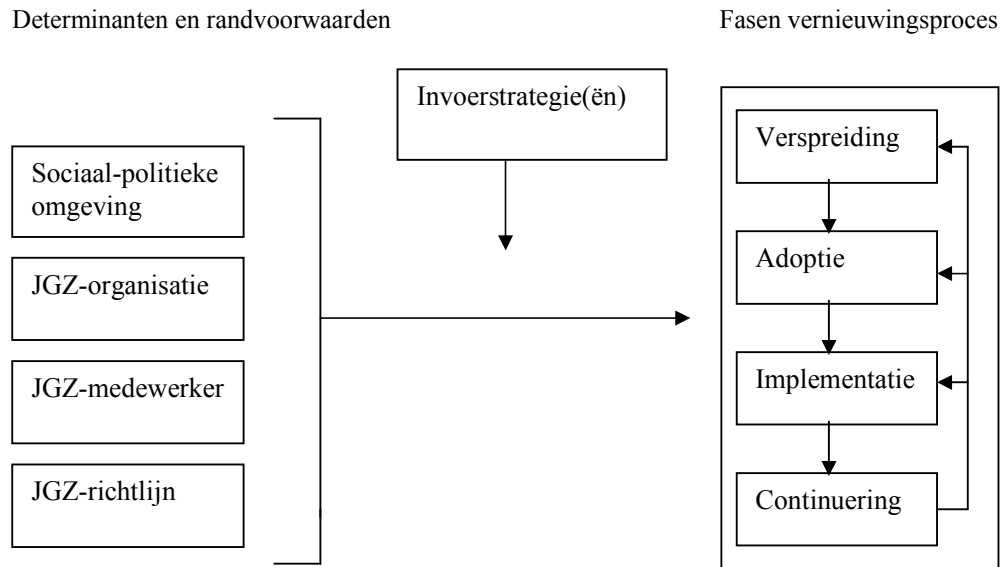 Determinanten en randvoorwaarden
Fasen vernieuwingsproces
Invoerstrategie(ën)
Sociaal-politieke
omgeving
JGZ-organisatie
JGZ-medewerker
JGZ-richtlijn
Verspreiding
Adoptie
Implementatie
Continuering